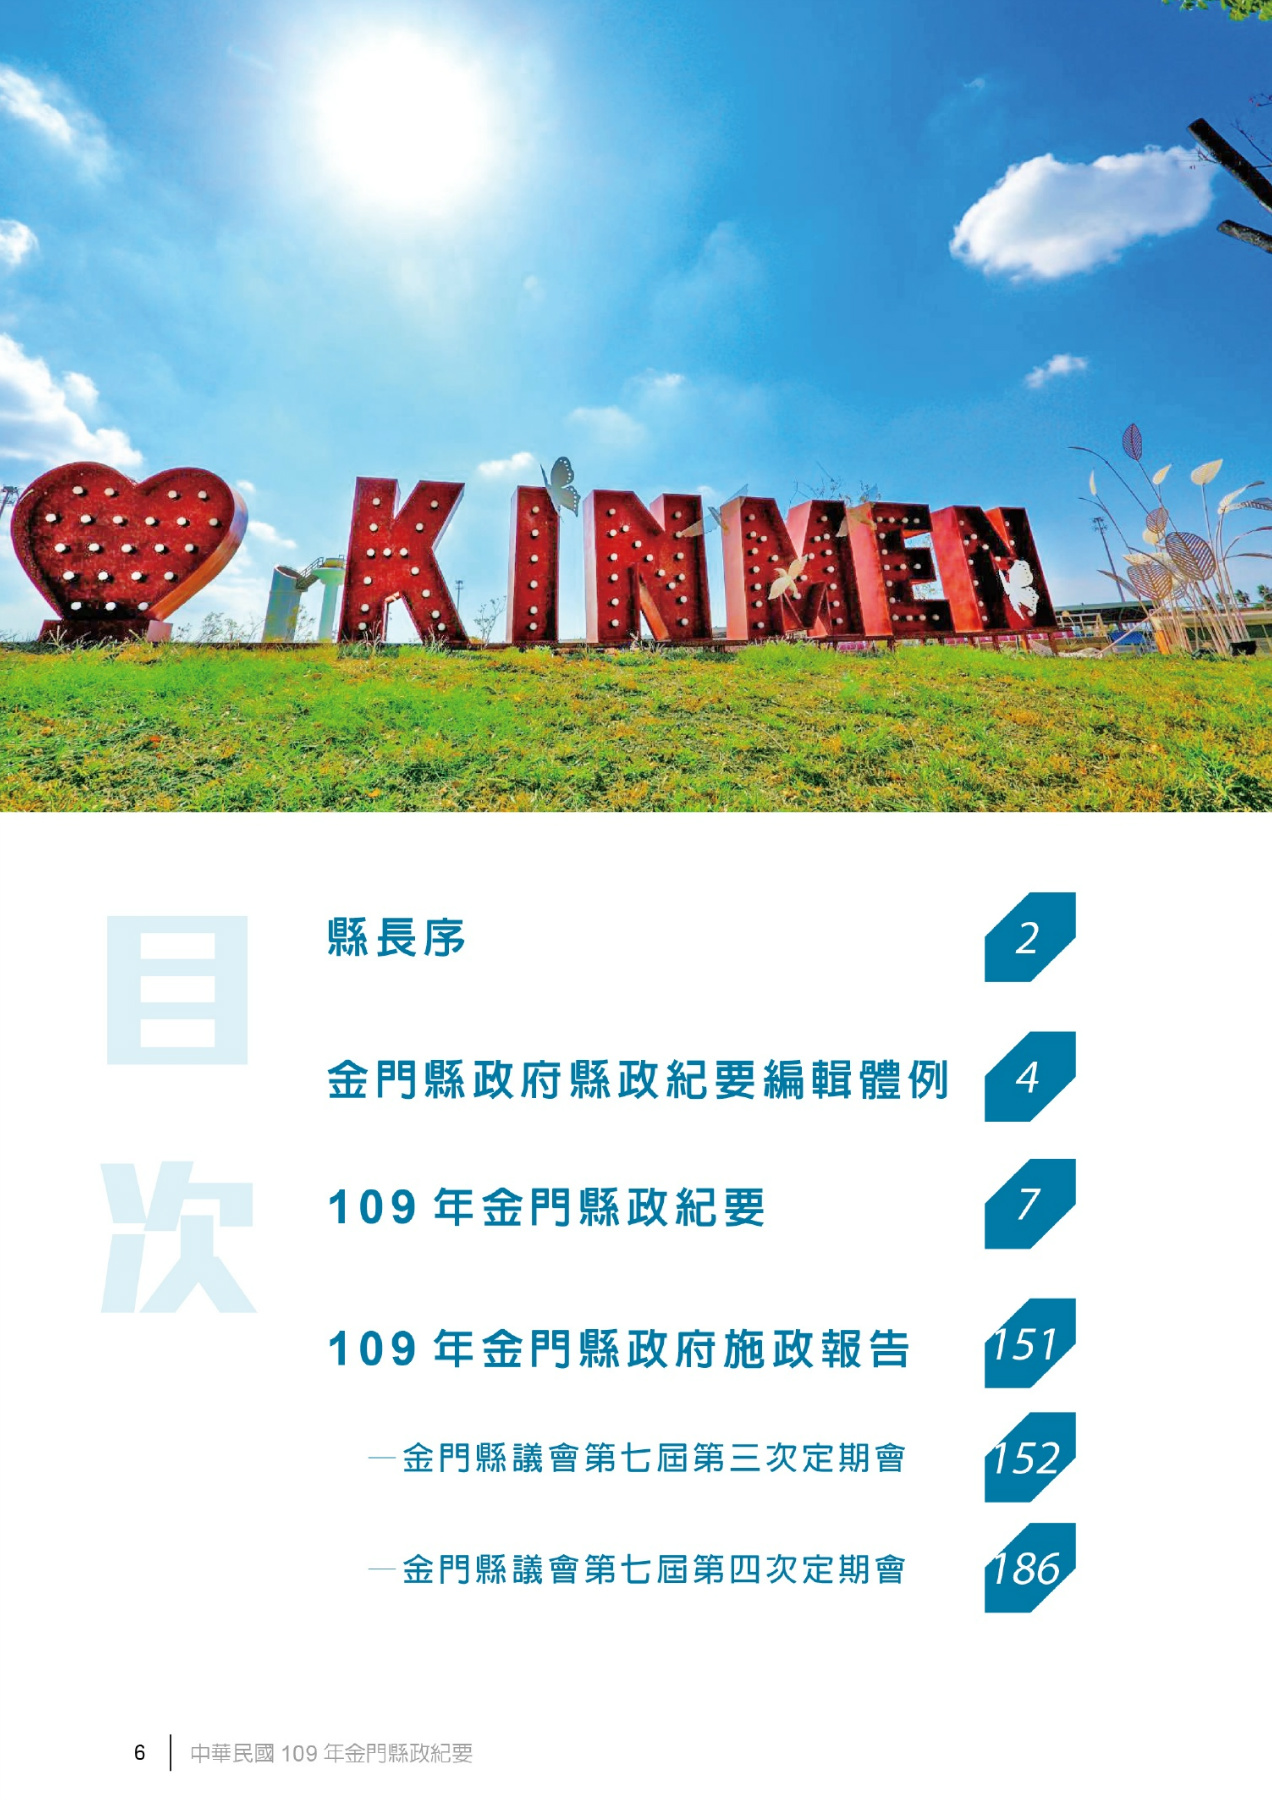 KINMEN
目次
縣長序 2
金門縣政府縣政紀要編輯體例 4
109 年金門縣政紀要 7
109 年金門縣政府施政報告 151
—金門縣議會第七屆第三次定期會 152
—金門縣議會第七屆第四次定期會 186
6 中華民國 109 年金門縣政紀要